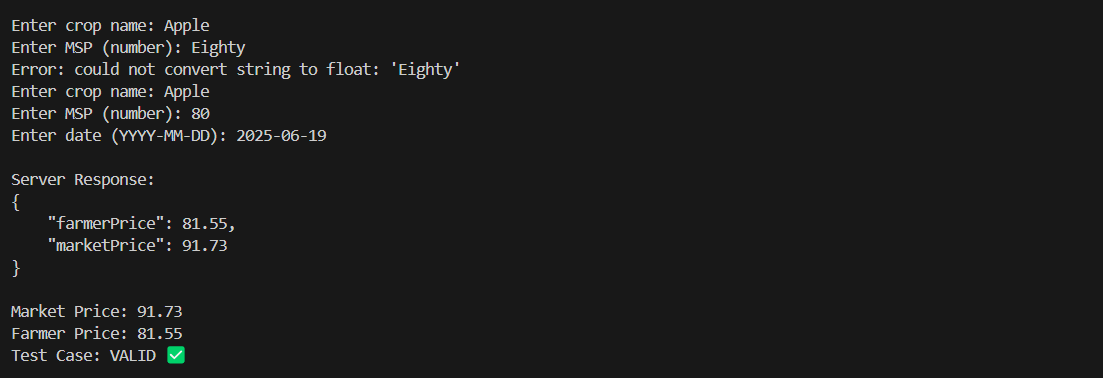 Enter crop name: Apple
Enter MSP (number): Eighty
Error: could not convert string to float: 'Eighty'
Enter crop name: Apple
Enter MSP (number): 80
Enter date (YYYY-MM-DD): 2025-06-19
Server Response:
{
    "farmerPrice": 81.55,
    "marketPrice": 91.73
}
Market Price: 91.73
Farmer Price: 81.55
Test Case: VALID ✅